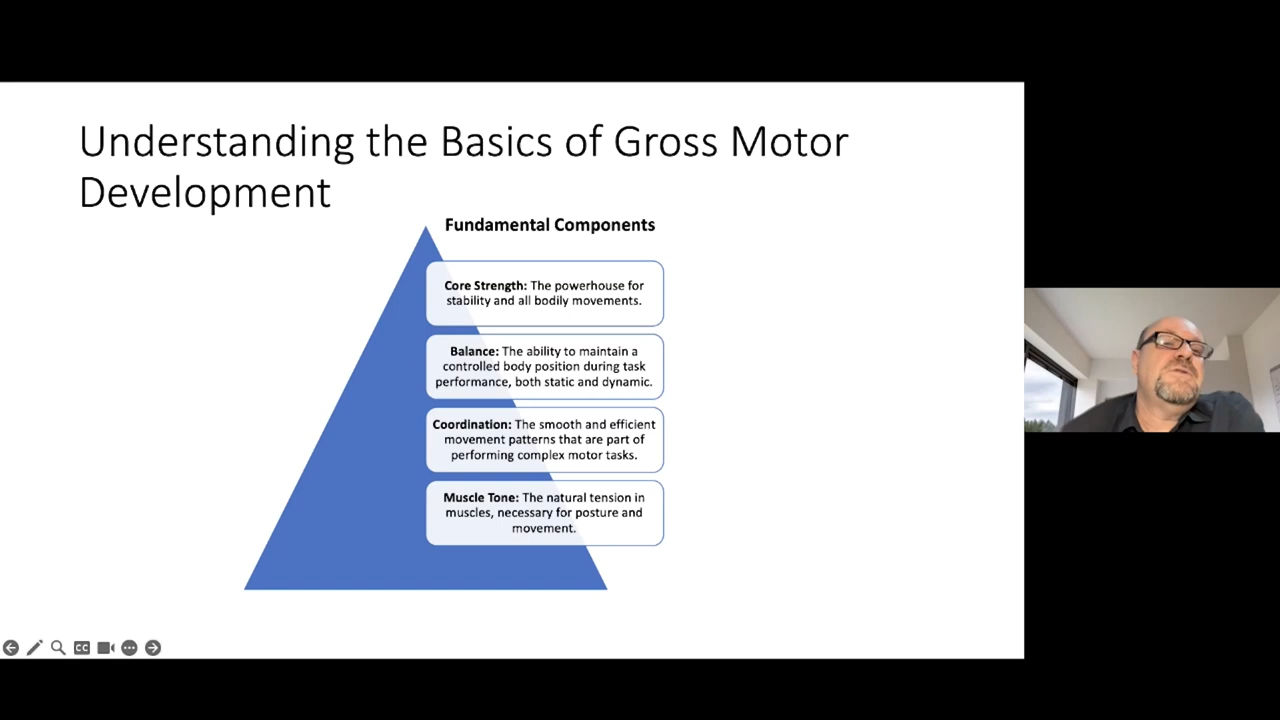 Understanding the Basics of Gross Motor
Development
Fundamental Components
Core Strength: The powerhouse for
stability and all bodily movements.
Balance: The ability to maintain a
controlled body position during task
performance, both static and dynamic.
Coordination: The smooth and efficient
movement patterns that are part of
performing complex motor tasks.
Muscle Tone: The natural tension in
muscles, necessary for posture and
movement.
CC